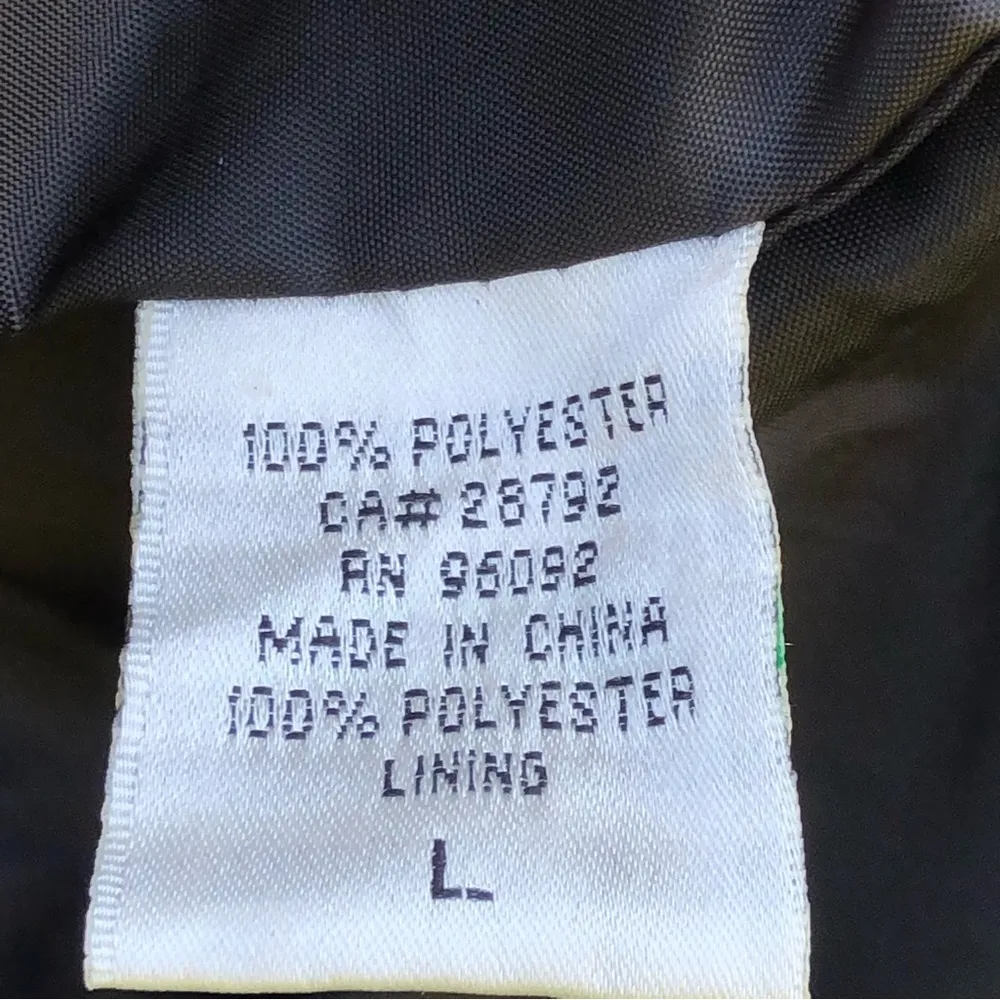 100% POLYESTER
CA# 28792
RN 96092
MADE IN CHINA
100% POLYESTER
LINING
L